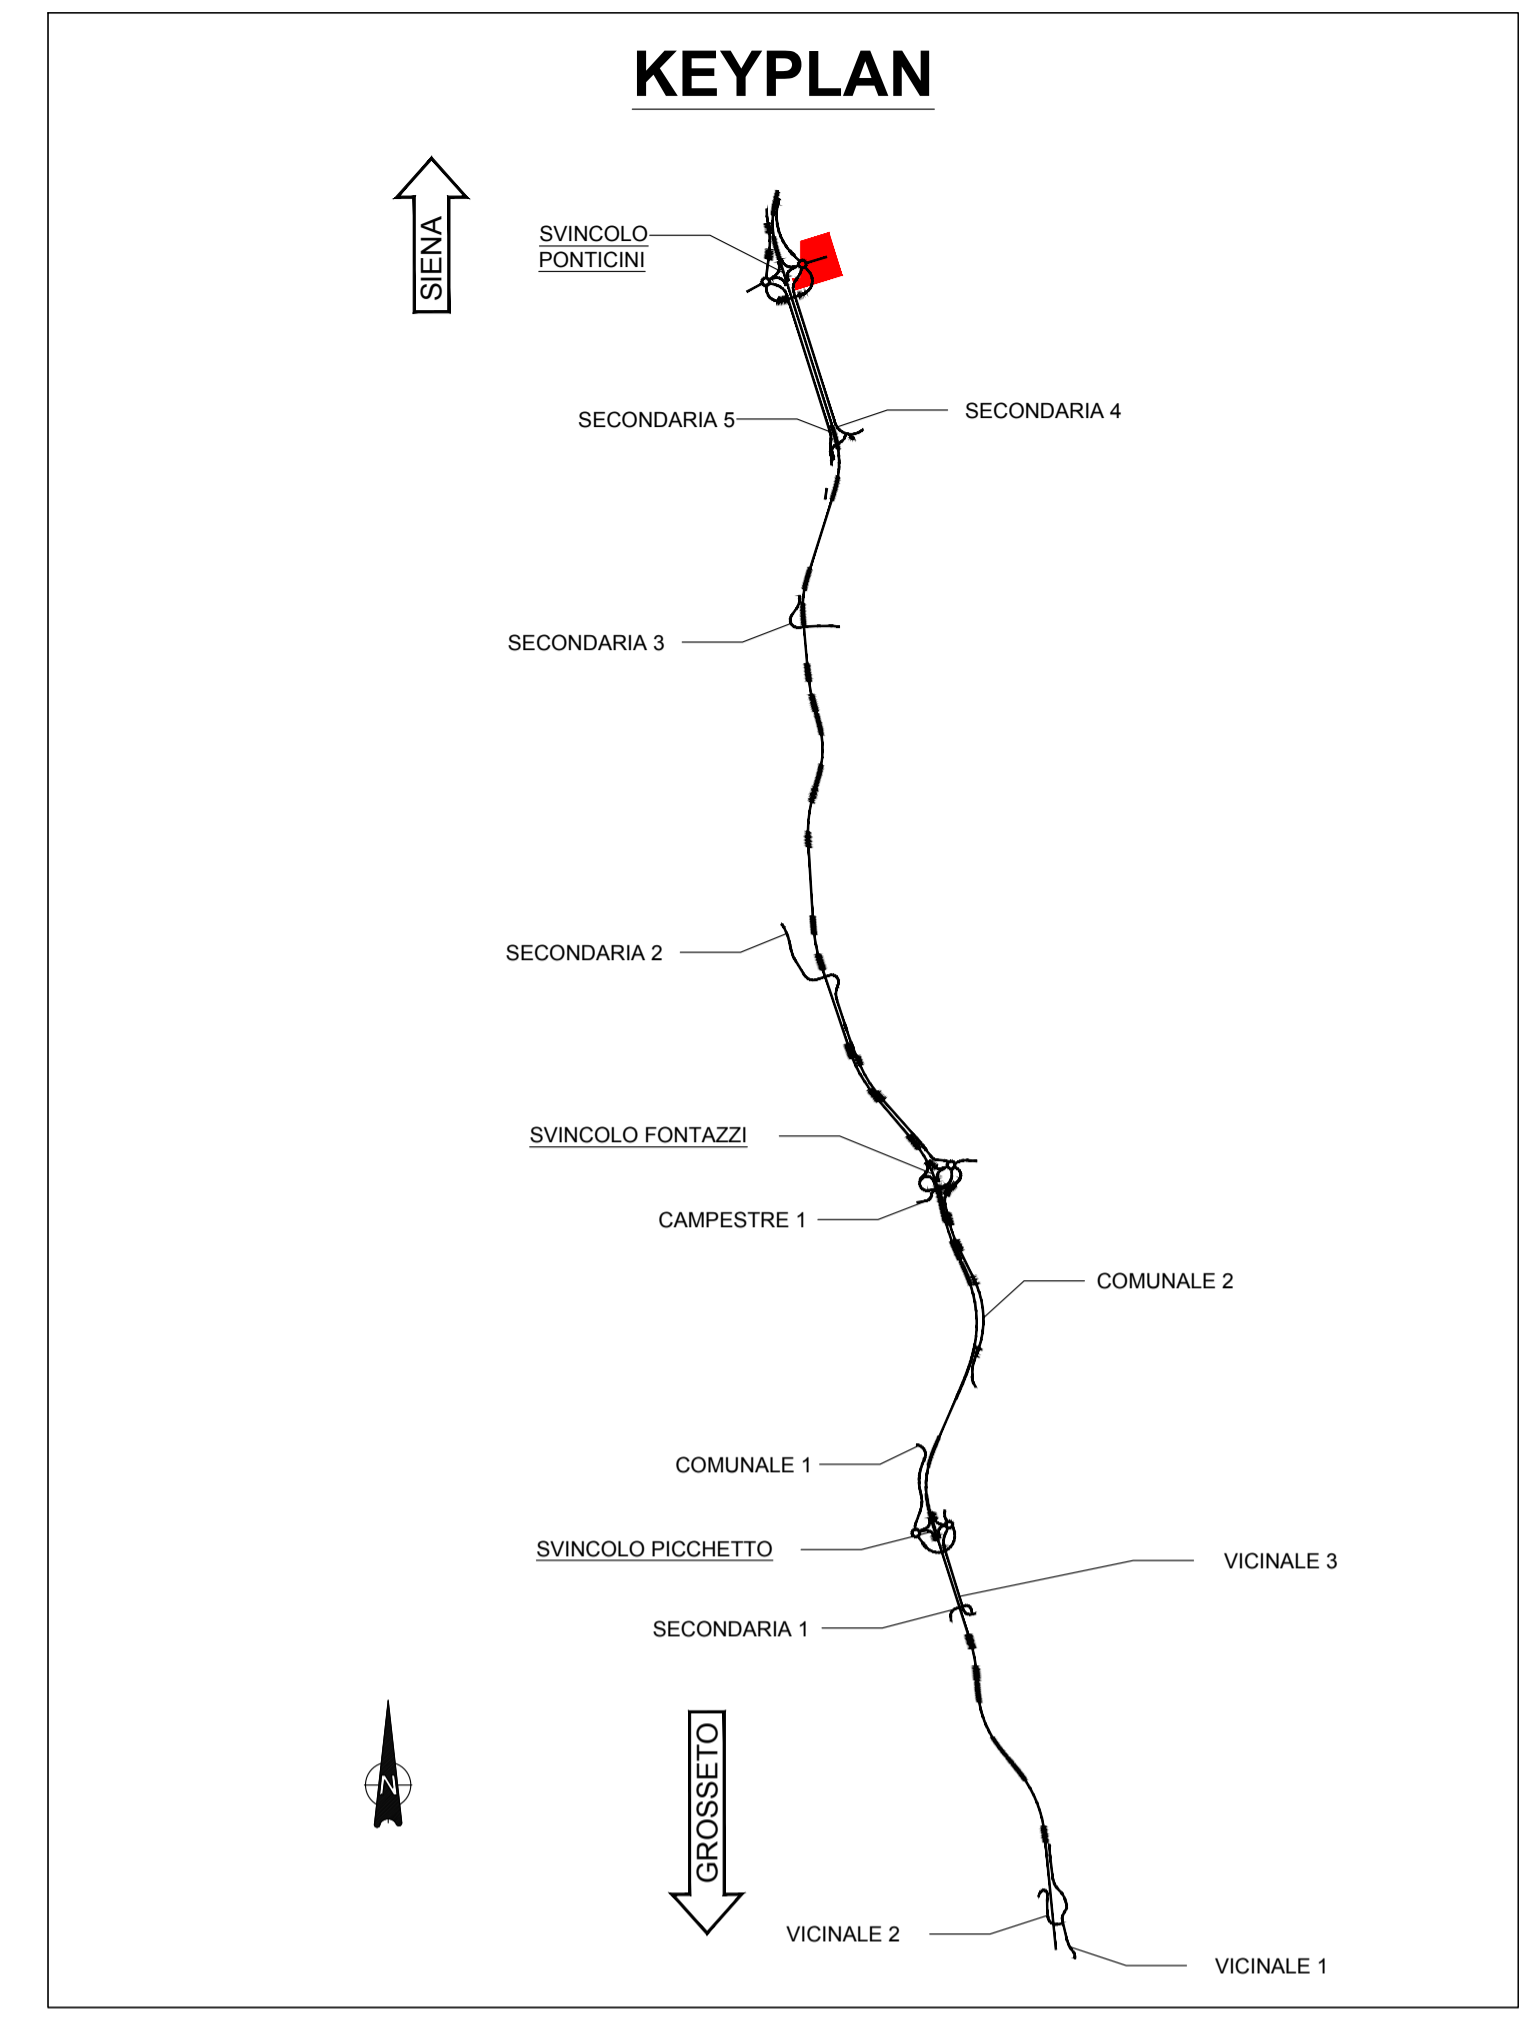 KEYPLAN
SIENA
SVINCOLO
PONTICINI
SECONDARIA 4
SECONDARIA 5
SECONDARIA 3
SECONDARIA 2
SVINCOLO FONTAZZI
CAMPESTRE 1
COMUNALE 2
COMUNALE 1
SVINCOLO PICCHETTO
VICINALE 3
SECONDARIA 1
N
GROSSETO
VICINALE 2
VICINALE 1